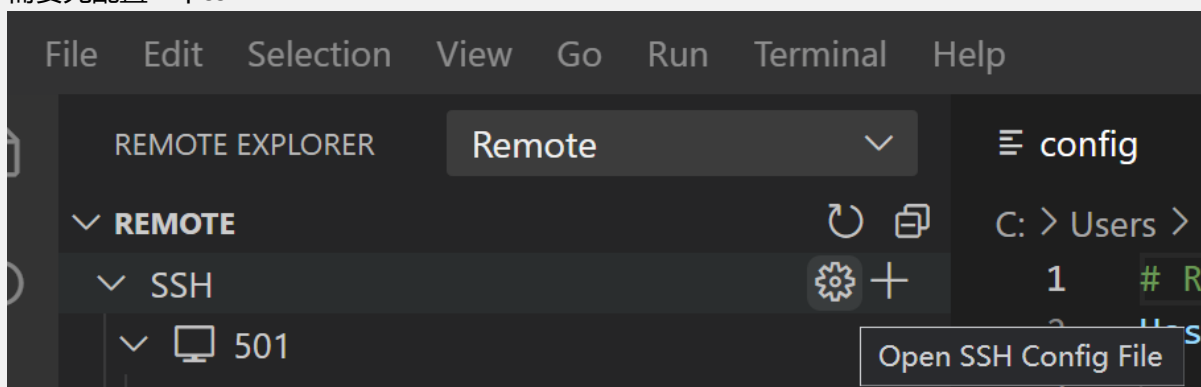 File Edit Selection View Go Run Terminal Help
REMOTE EXPLORER Remote config
REMOTE C: > Users >
SSH 1 # R
501
Open SSH Config File